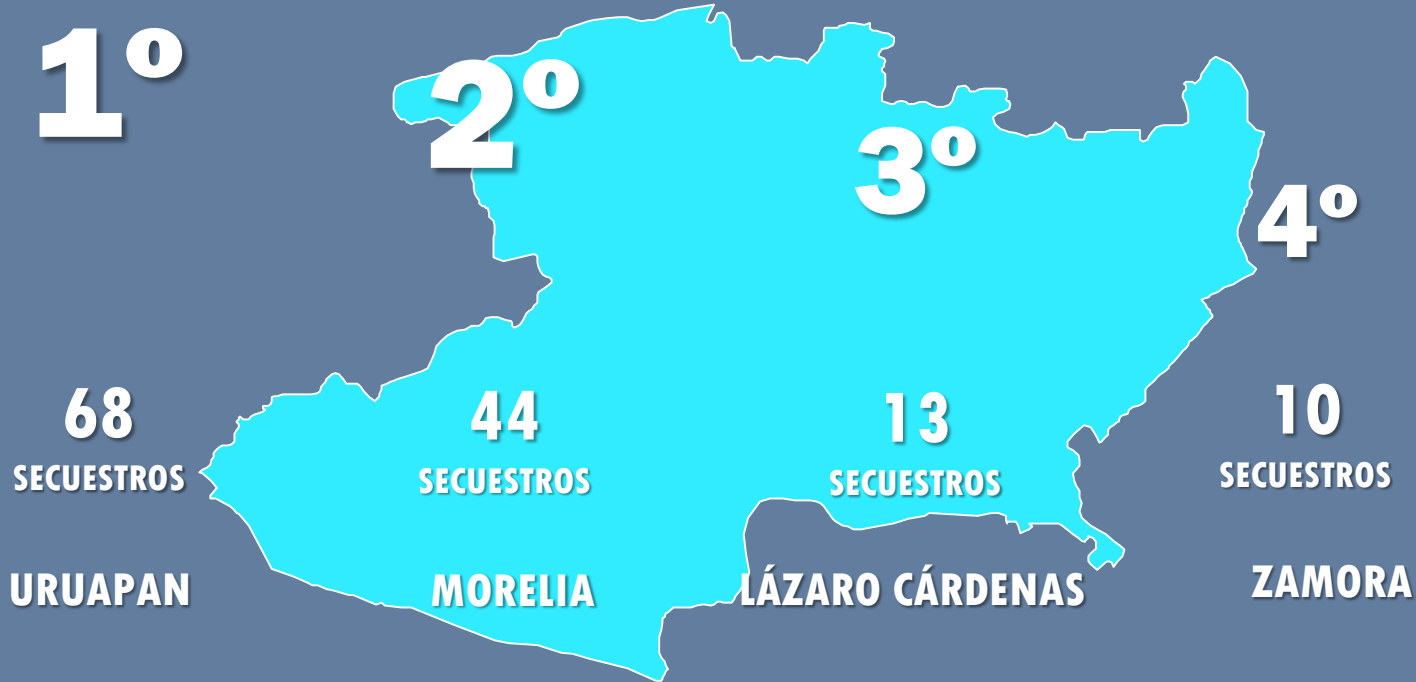 1º
2º
3º
4º
68
SECUESTROS
URUAPAN
44
SECUESTROS
MORELIA
13
SECUESTROS
LÁZARO CÁRDENAS
10
SECUESTROS
ZAMORA